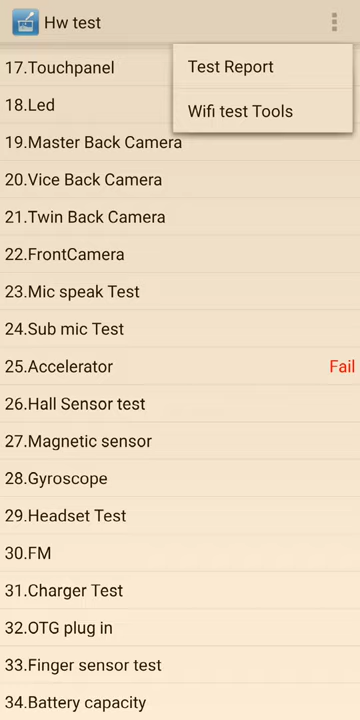 Hw test
Test Report
Wifi test Tools
17.Touchpanel
18.Led
19.Master Back Camera
20.Vice Back Camera
21.Twin Back Camera
22.FrontCamera
23.Mic speak Test
24.Sub mic Test
25.Accelerator Fail
26.Hall Sensor test
27.Magnetic sensor
28.Gyroscope
29.Headset Test
30.FM
31.Charger Test
32.OTG plug in
33.Finger sensor test
34.Battery capacity